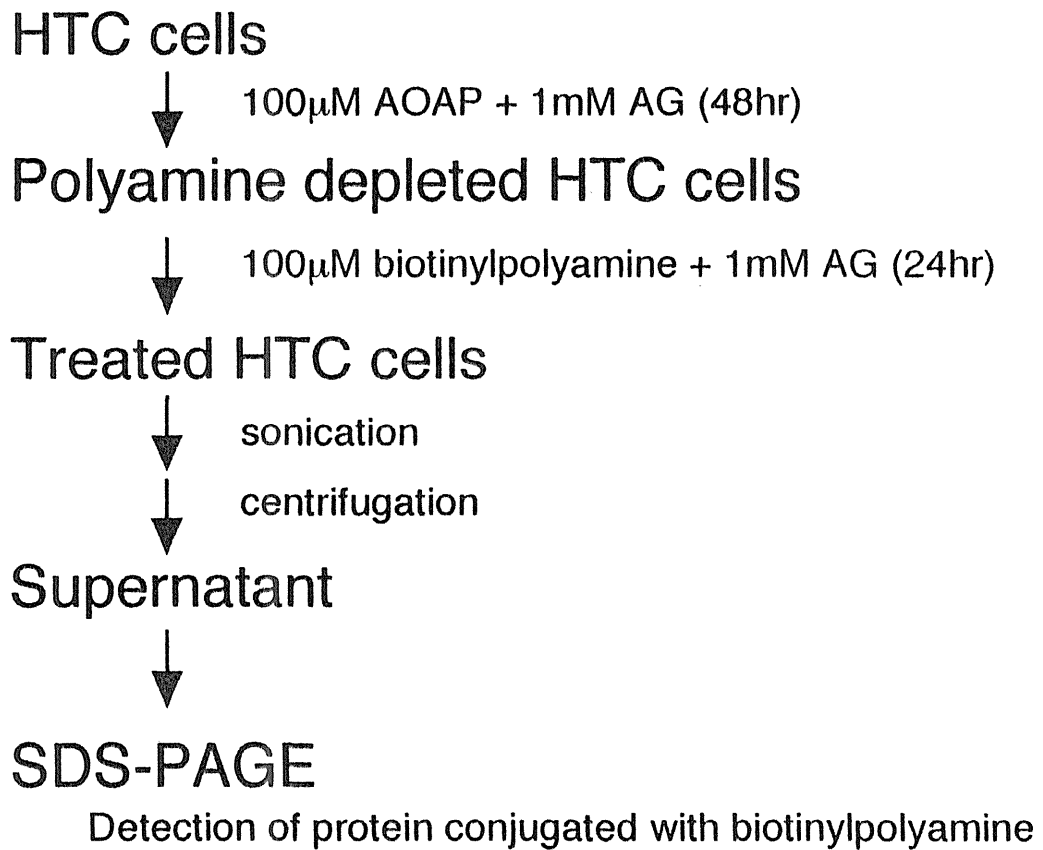 HTC cells
100μM AOAP + 1mM AG (48hr)
Polyamine depleted HTC cells
100μM biotinylpolyamine + 1mM AG (24hr)
Treated HTC cells
sonication
centrifugation
Supernatant
SDS-PAGE
Detection of protein conjugated with biotinylpolyamine